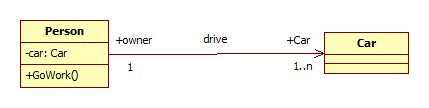 Person
-car: Car
+GoWork()
+owner
drive
+Car
1
1..n
Car